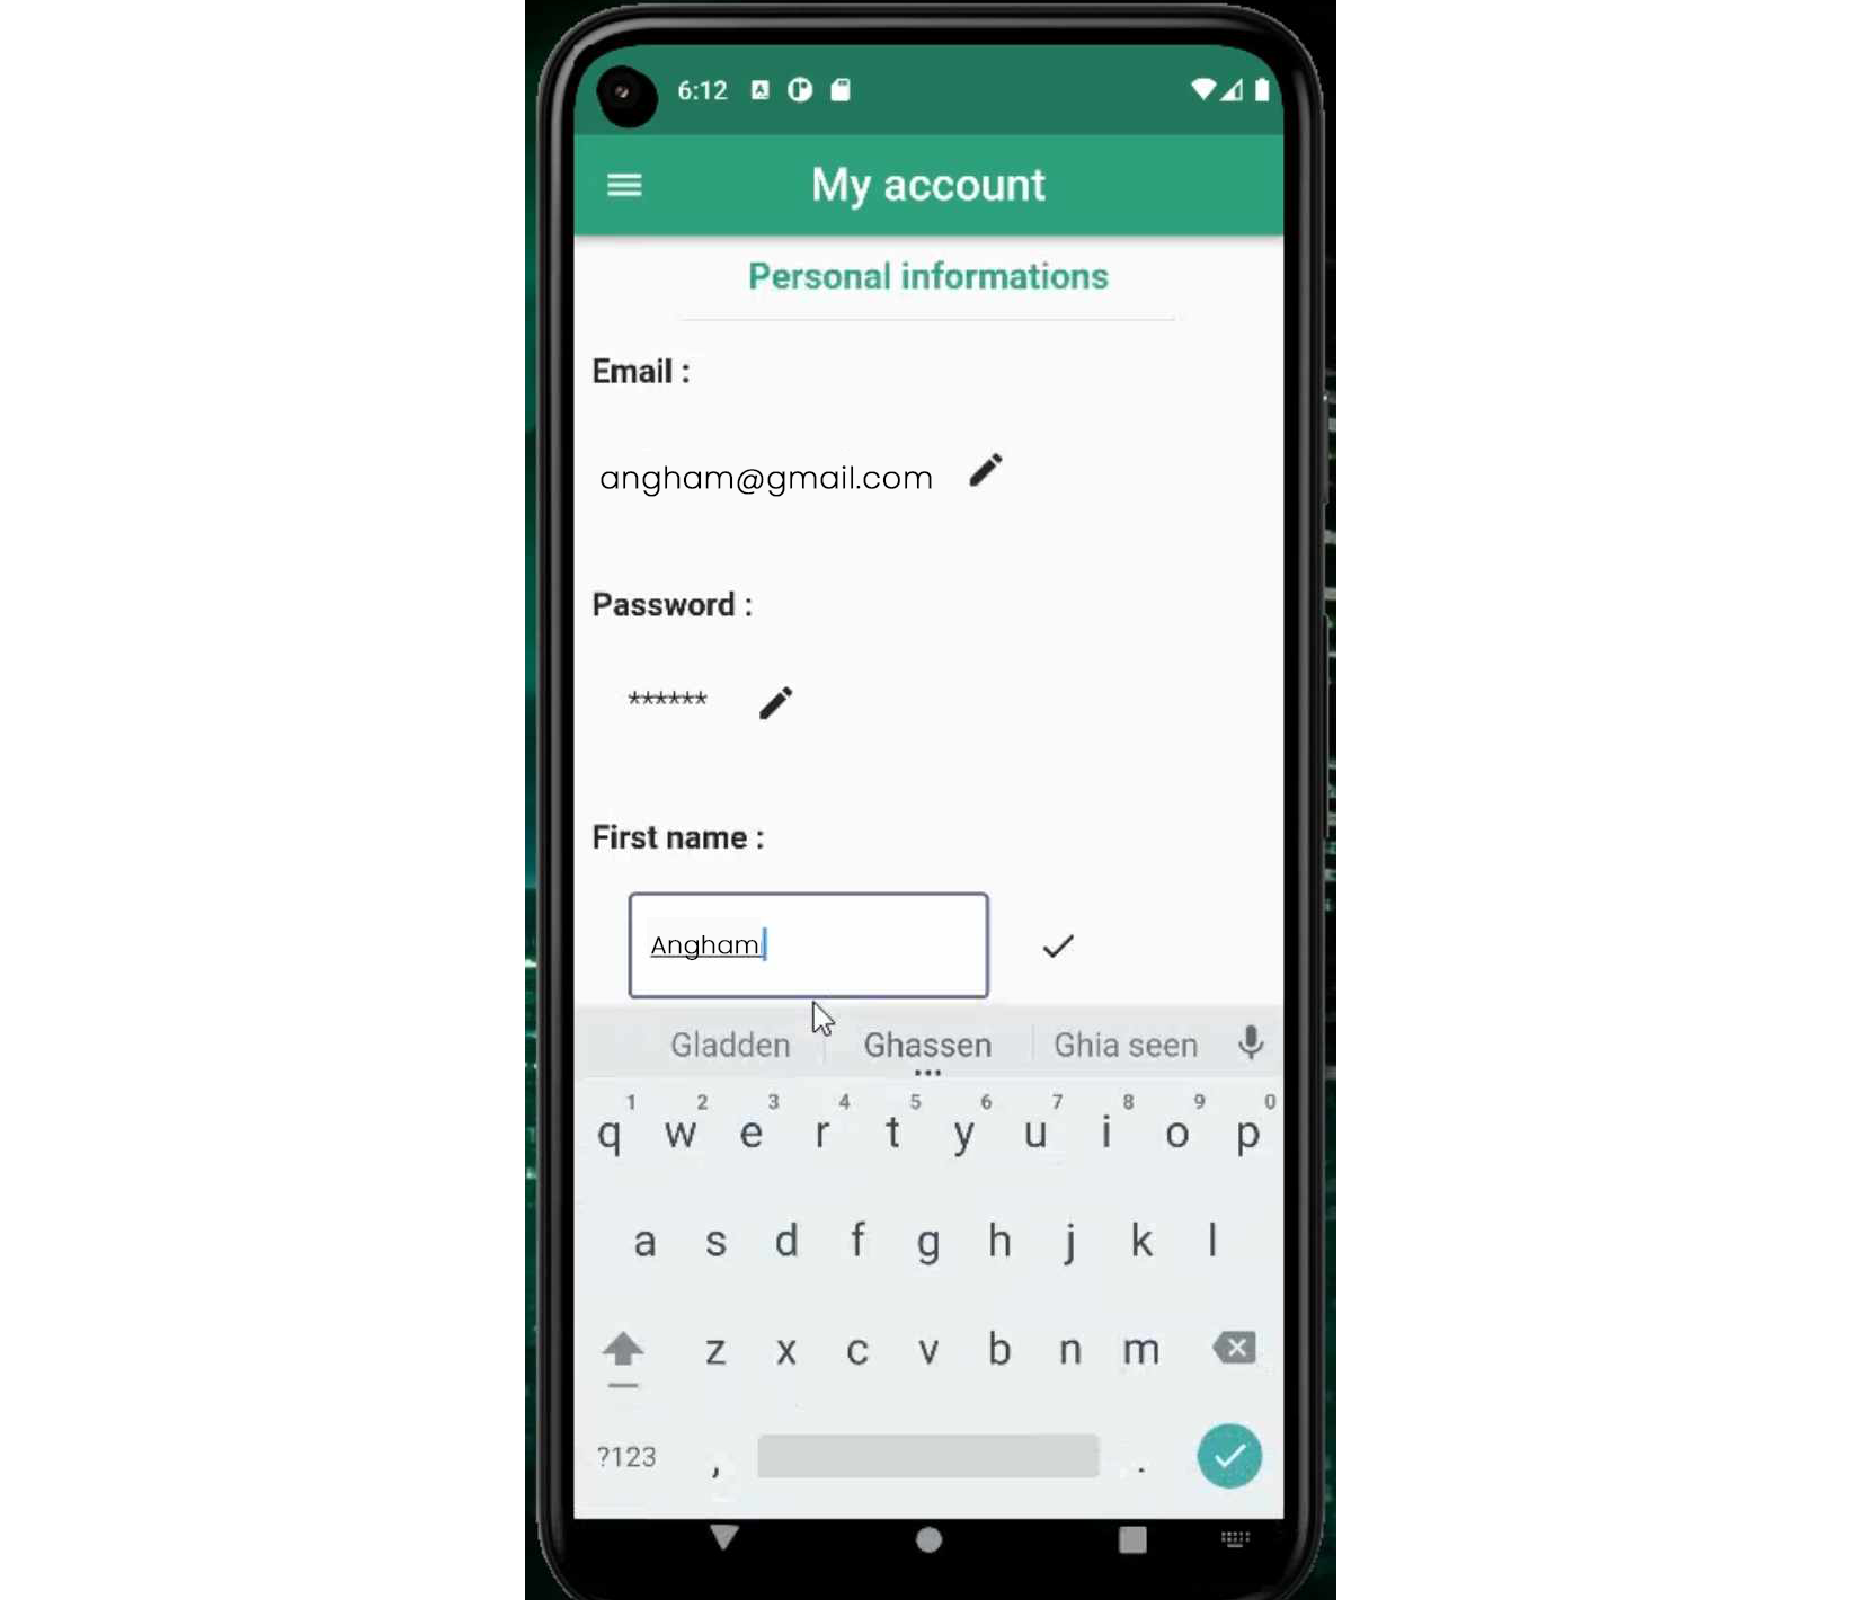 6:12
My account
Personal informations
Email :
angham@gmail.com
Password :
******
First name :
Angham
Gladden Ghassen Ghia seen
1 2 3 4 5 6 7 8 9 0
q w e r t y u i o p
a s d f g h j k l
z x c v b n m
?123 , .